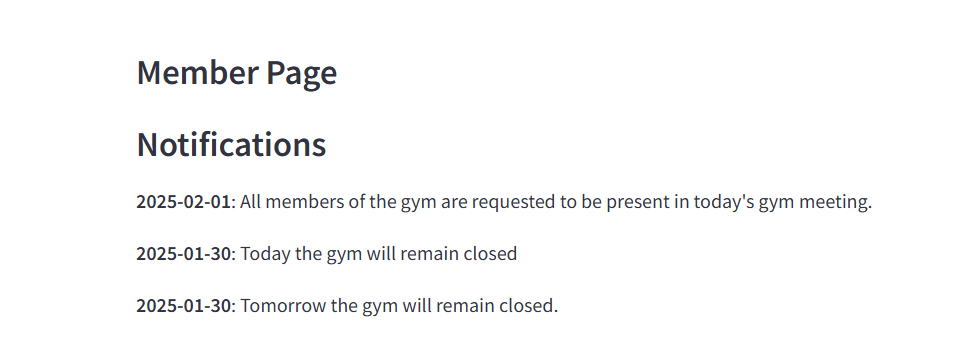 Member Page
Notifications
2025-02-01: All members of the gym are requested to be present in today's gym meeting.
2025-01-30: Today the gym will remain closed
2025-01-30: Tomorrow the gym will remain closed.